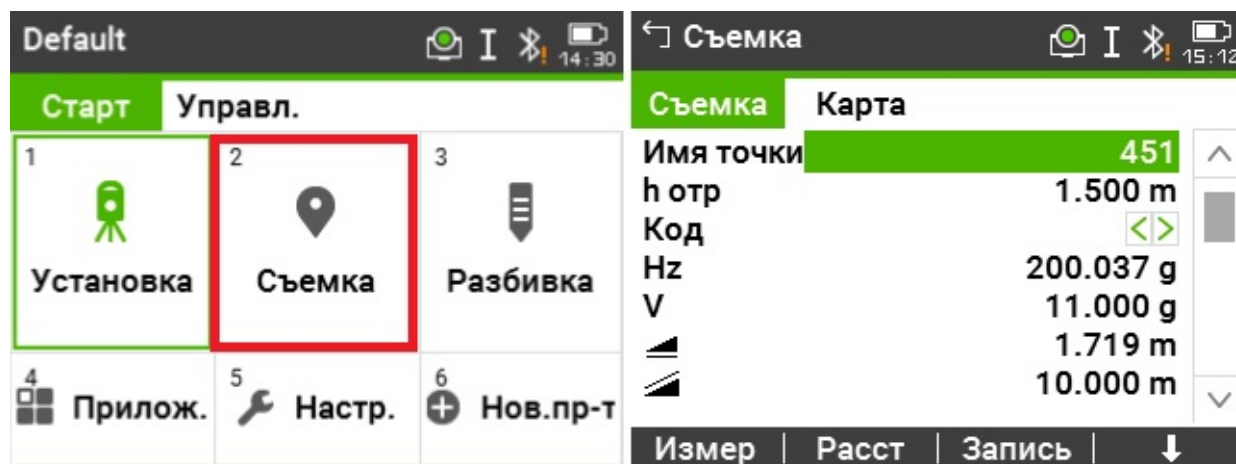 Default
14:30
Старт Управл.
1 2 3
Установка Съемка Разбивка
4 5 6
Прилож. Настр. Нов.пр-т
Съемка
15:12
Съемка Карта
Имя точки 451
h отр 1.500 m
Код <>
Hz 200.037 g
V 11.000 g
1.719 m
10.000 m
Измер | Расст | Запись |